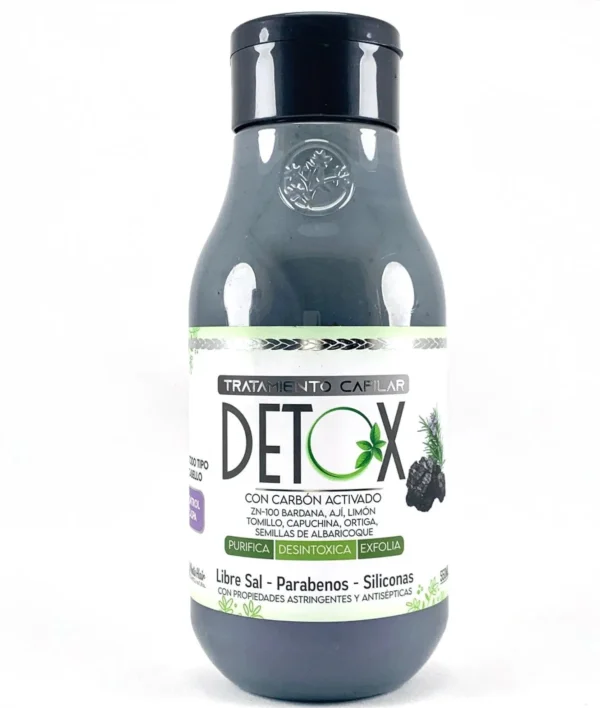 TRATAMIENTO CAPILAR
DETOX
CON CARBÓN ACTIVADO
ZN-100 BARDANA, AJÍ, LIMÓN
TOMILLO, CAPUCHINA, ORTIGA,
SEMILLAS DE ALBARICOQUE
PURIFICA DESINTOXICA EXFOLIA
Libre Sal - Parabenos - Siliconas
CON PROPIEDADES ASTRINGENTES Y ANTISÉPTICAS
TIPO